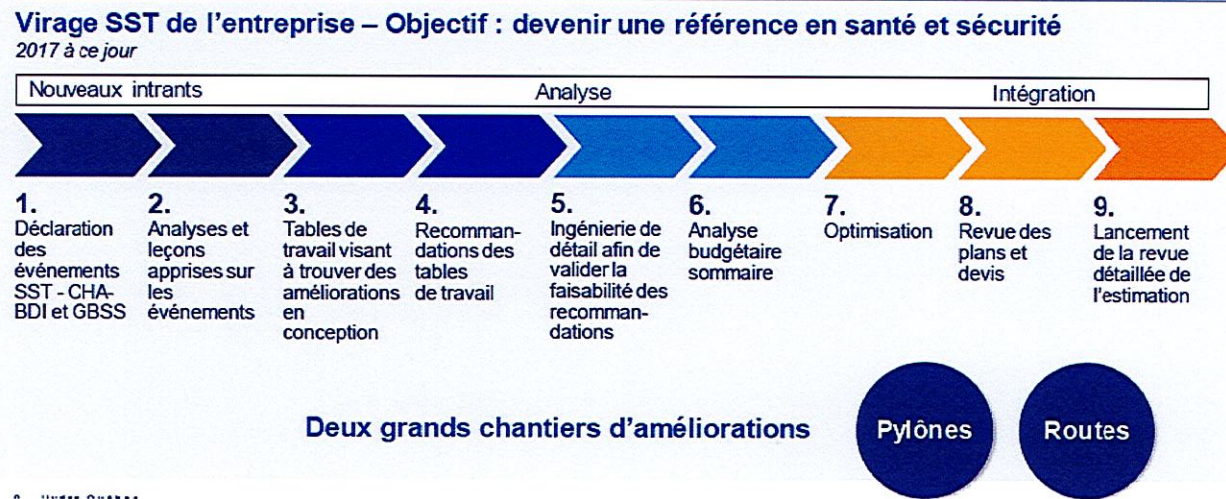 Virage SST de l'entreprise – Objectif : devenir une référence en santé et sécurité
2017 à ce jour
Nouveaux intrants
Analyse
Intégration
1.
Déclaration
des
événements
SST - CHA-
BDI et GBSS
2.
Analyses et
leçons
apprises sur
les
événements
3.
Tables de
travail visant
à trouver des
améliorations
en
conception
4.
Recomman-
dations des
tables
de travail
5.
Ingénierie de
détail afin de
valider la
faisabilité des
recomman-
dations
6.
Analyse
budgétaire
sommaire
7.
Optimisation
8.
Revue des
plans et
devis
9.
Lancement
de la revue
détaillée de
l'estimation
Deux grands chantiers d'améliorations
Pylônes
Routes